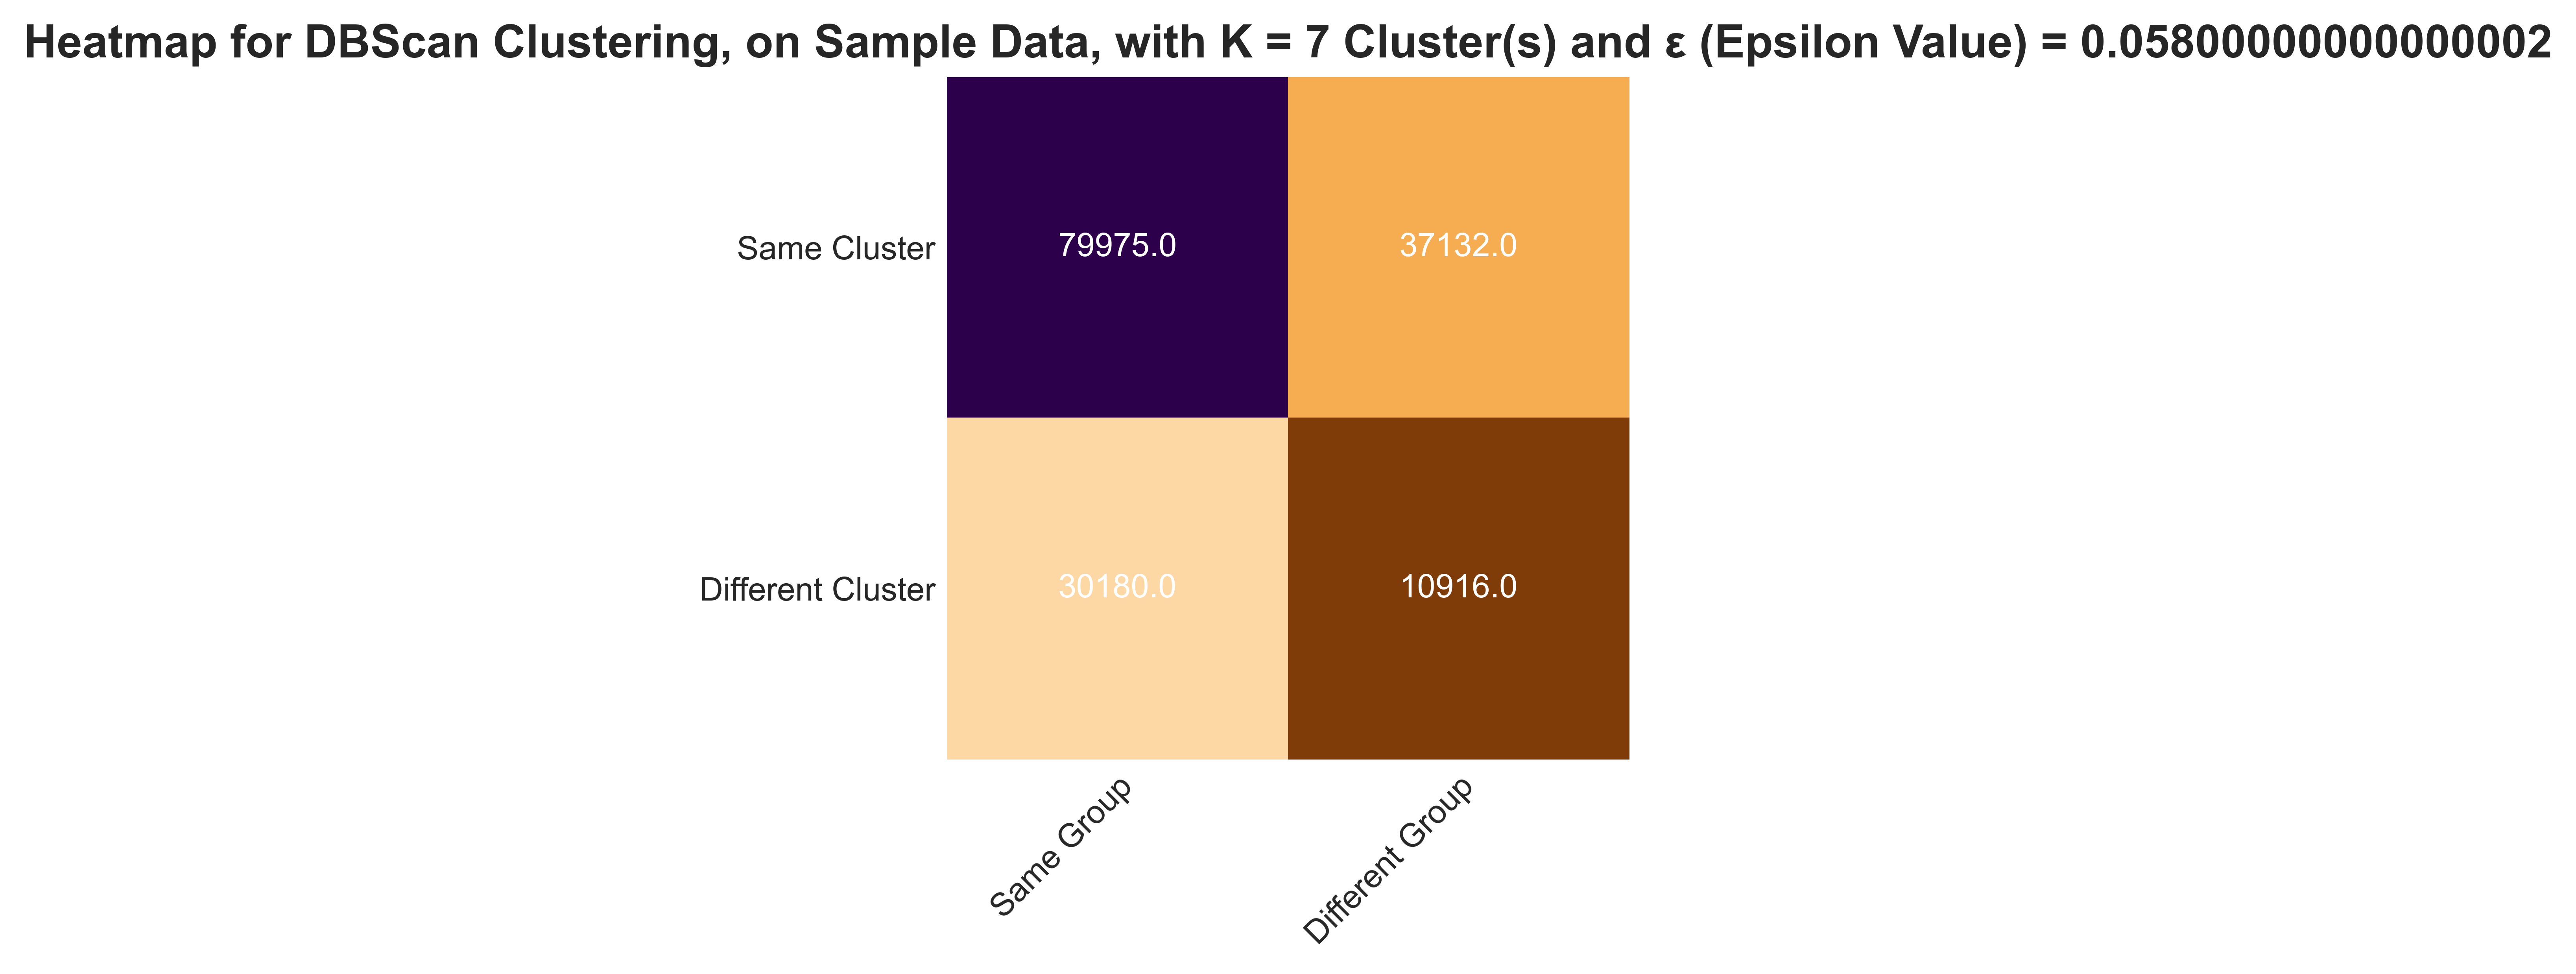 Heatmap for DBScan Clustering, on Sample Data, with K = 7 Cluster(s) and ε (Epsilon Value) = 0.05800000000000002
Same Cluster
79975.0
37132.0
Different Cluster
30180.0
10916.0
Same Group
Different Group